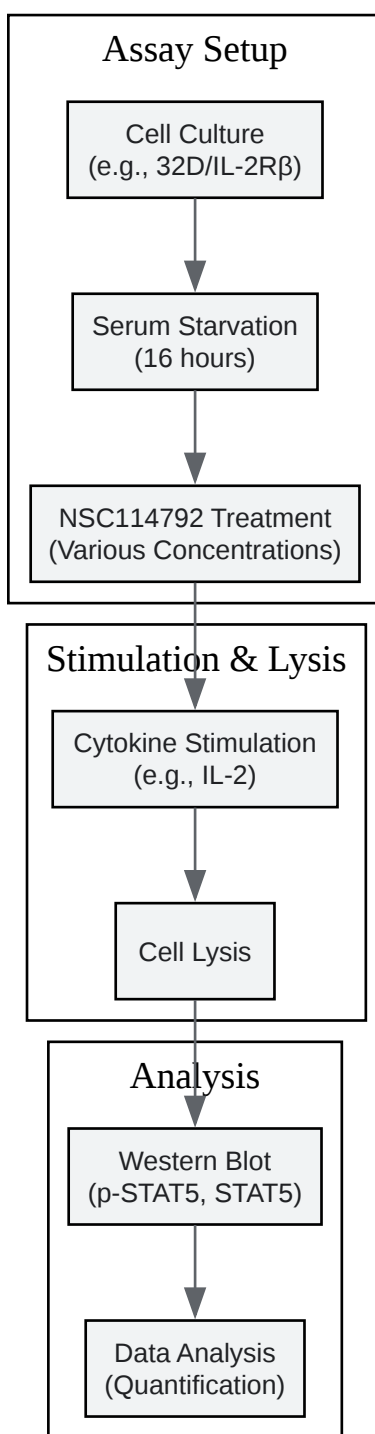 Assay Setup
Cell Culture
(e.g., 32D/IL-2Rβ)
Serum Starvation
(16 hours)
NSC114792 Treatment
(Various Concentrations)
Stimulation & Lysis
Cytokine Stimulation
(e.g., IL-2)
Cell Lysis
Analysis
Western Blot
(p-STAT5, STAT5)
Data Analysis
(Quantification)